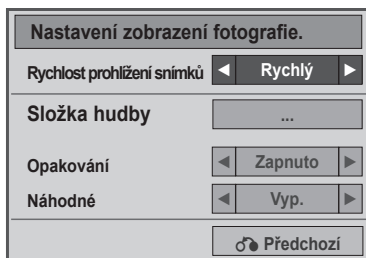 Nastavení zobrazení fotografie.
Rychlost prohlížení snímků ◄ Rychlý ►
Složka hudby ...
Opakování ◄ Zapnuto ►
Náhodné ◄ Vyp. ►
Předchozí